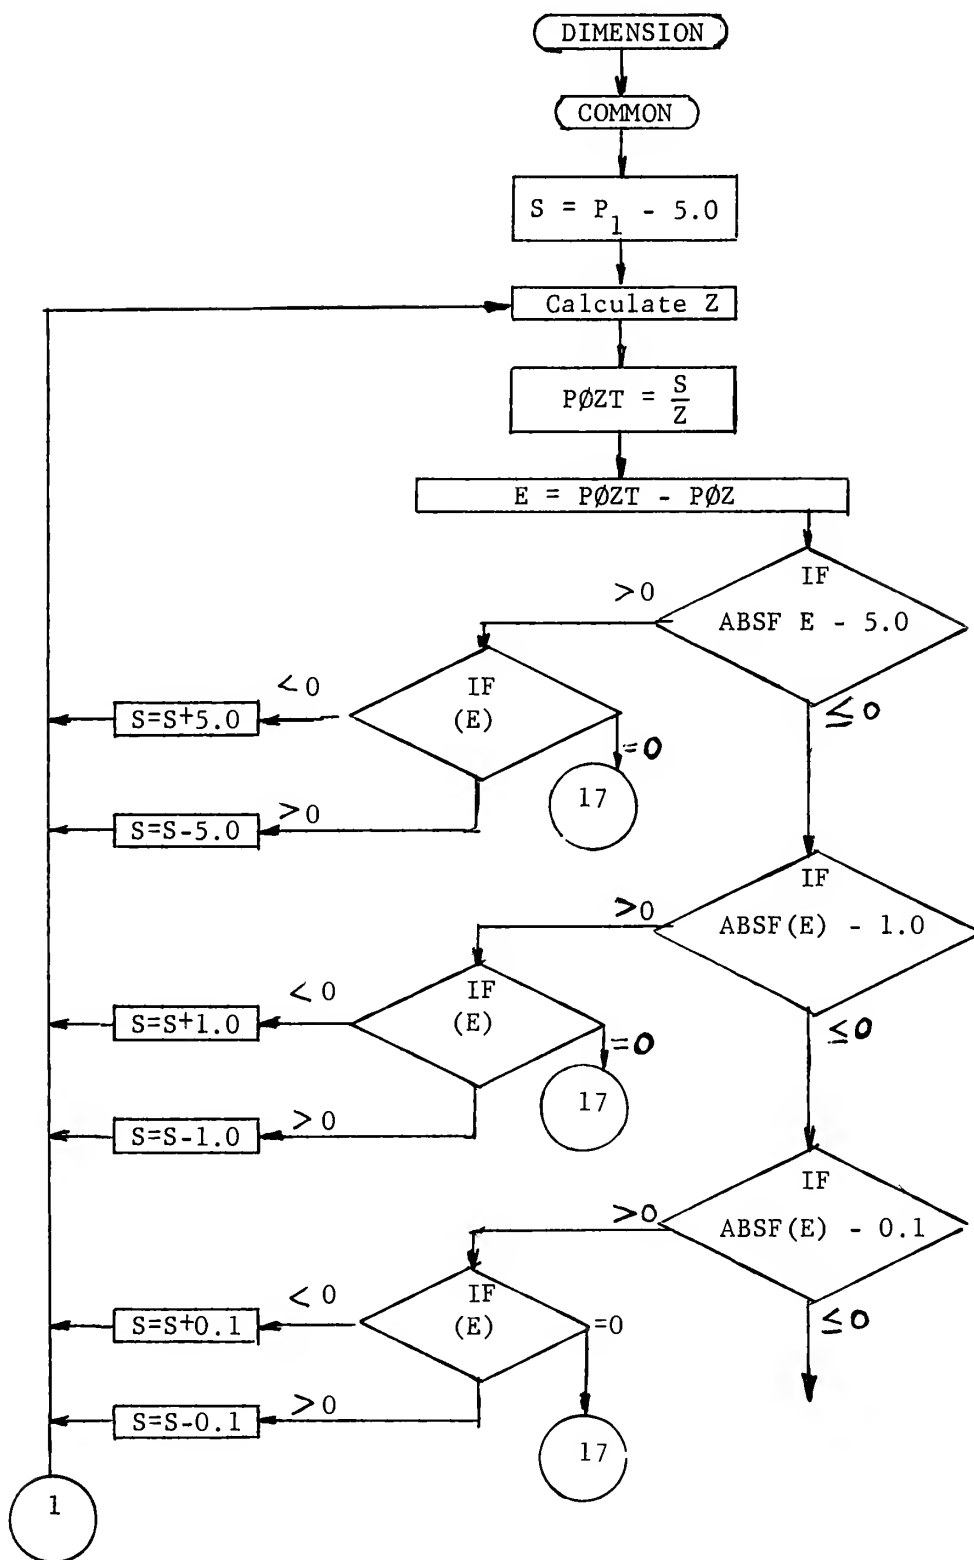 DIMENSION
COMMON
S = P1 - 5.0
Calculate Z
PØZT = S/Z
E = PØZT - PØZ
IF
ABSF E - 5.0
>0
≤0
IF
(E)
<0
S=S+5.0
=0
17
>0
S=S-5.0
IF
ABSF(E) - 1.0
>0
≤0
IF
(E)
<0
S=S+1.0
=0
17
>0
S=S-1.0
IF
ABSF(E) - 0.1
>0
≤0
IF
(E)
<0
S=S+0.1
=0
17
>0
S=S-0.1
1